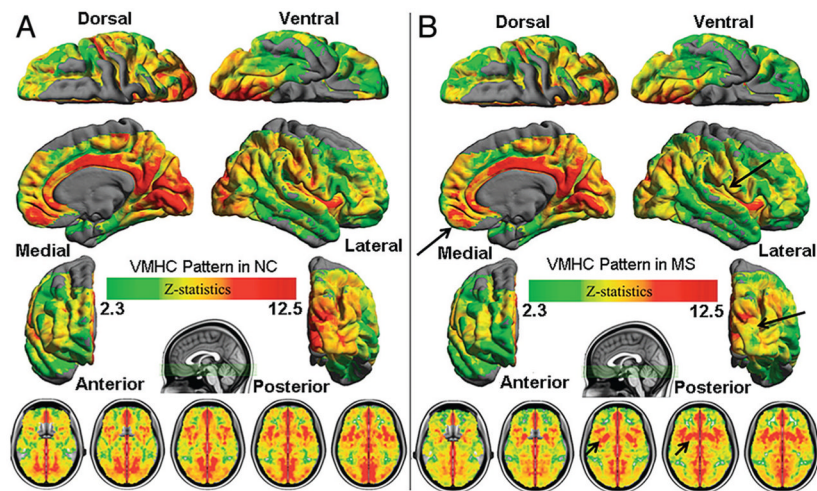 A
Dorsal
Ventral
Medial
Lateral
VMHC Pattern in NC
Z-statistics
2.3
12.5
Anterior
Posterior
B
Dorsal
Ventral
Medial
Lateral
VMHC Pattern in MS
Z-statistics
2.3
12.5
Anterior
Posterior